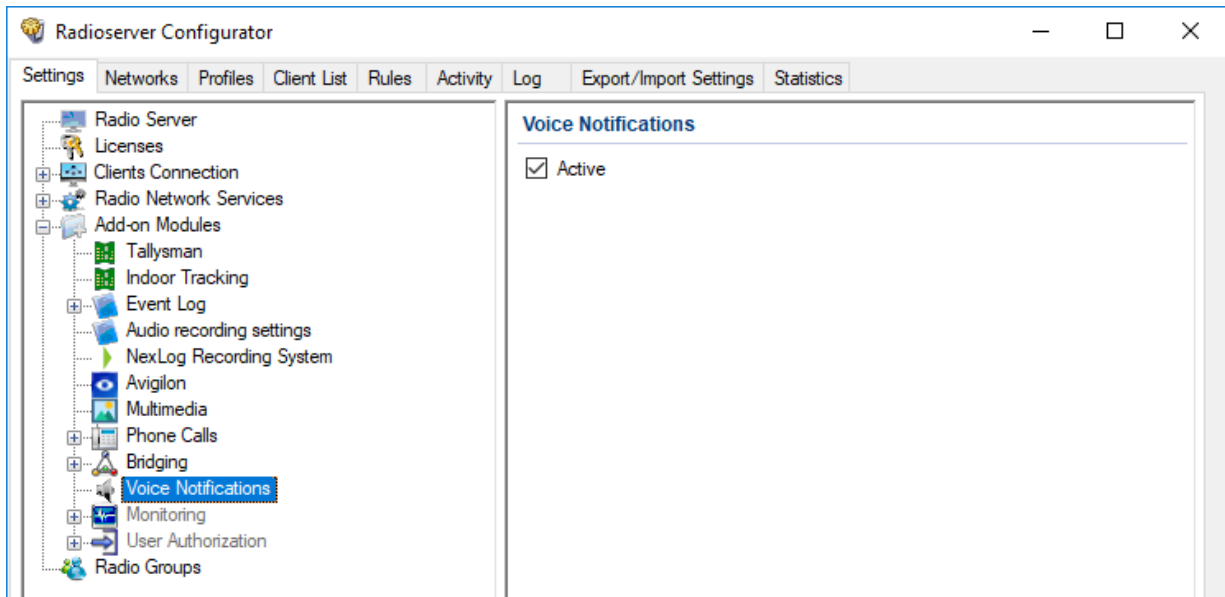 Radioserver Configurator
Settings Networks Profiles Client List Rules Activity Log Export/Import Settings Statistics
Radio Server
Licenses
Clients Connection
Radio Network Services
Add-on Modules
Tallysman
Indoor Tracking
Event Log
Audio recording settings
NexLog Recording System
Avigilon
Multimedia
Phone Calls
Bridging
Voice Notifications
Monitoring
User Authorization
Radio Groups
Voice Notifications
Active